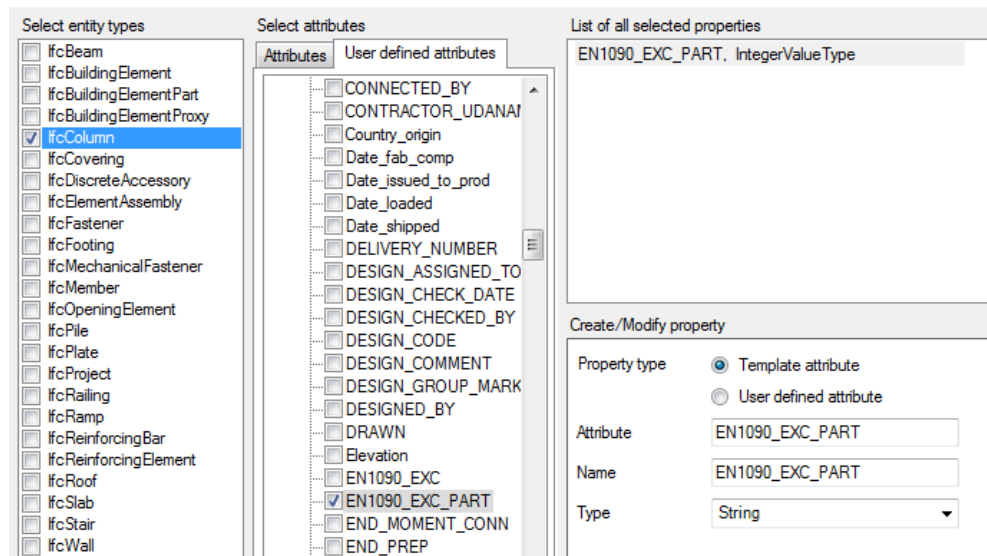 Select entity types
IfcBeam
IfcBuildingElement
IfcBuildingElementPart
IfcBuildingElementProxy
IfcColumn
IfcCovering
IfcDiscreteAccessory
IfcElementAssembly
IfcFastener
IfcFooting
IfcMechanicalFastener
IfcMember
IfcOpeningElement
IfcPile
IfcPlate
IfcProject
IfcRailing
IfcRamp
IfcReinforcingBar
IfcReinforcingElement
IfcRoof
IfcSlab
IfcStair
IfcWall
Select attributes
Attributes User defined attributes
CONNECTED_BY
CONTRACTOR_UDANAM
Country_origin
Date_fab_comp
Date_issued_to_prod
Date_loaded
Date_shipped
DELIVERY_NUMBER
DESIGN_ASSIGNED_TO
DESIGN_CHECK_DATE
DESIGN_CHECKED_BY
DESIGN_CODE
DESIGN_COMMENT
DESIGN_GROUP_MARK
DESIGNED_BY
DRAWN
Elevation
EN1090_EXC
EN1090_EXC_PART
END_MOMENT_CONN
END_PREP
List of all selected properties
EN1090_EXC_PART, IntegerValueType
Create/Modify property
Property type Template attribute
User defined attribute
Attribute EN1090_EXC_PART
Name EN1090_EXC_PART
Type String